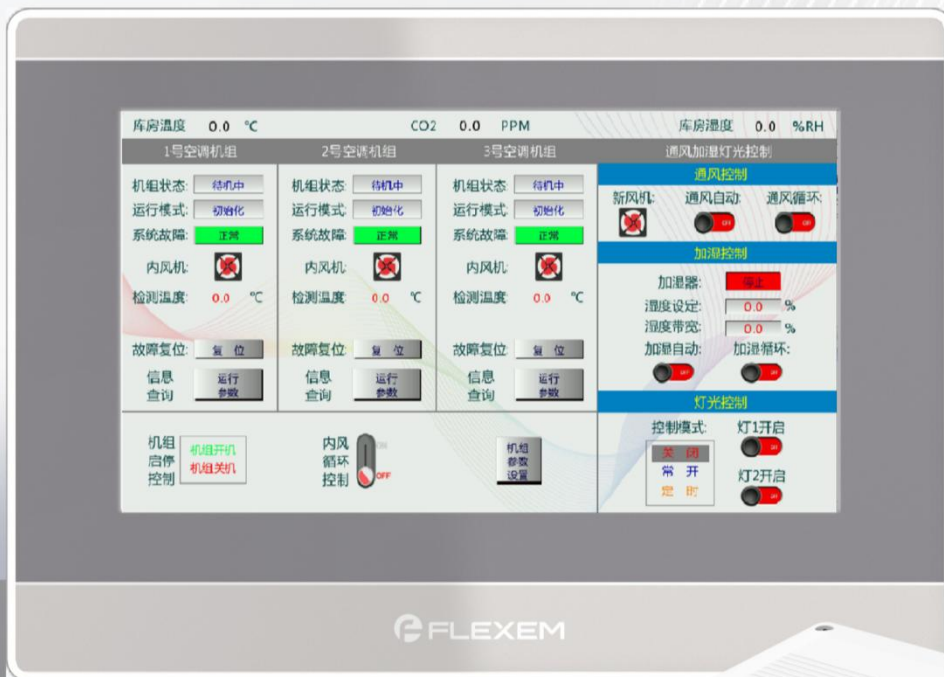 库房温度 0.0 °C CO2 0.0 PPM 库房湿度 0.0 %RH
1号空调机组 2号空调机组 3号空调机组 通风加湿灯光控制
机组状态: 待机中 机组状态: 待机中 机组状态: 待机中
运行模式: 初始化 运行模式: 初始化 运行模式: 初始化
系统故障: 正常 系统故障: 正常 系统故障: 正常
内风机: 内风机: 内风机:
检测温度: 0.0 °C 检测温度: 0.0 °C 检测温度: 0.0 °C
故障复位: 复 位 故障复位: 复 位 故障复位: 复 位
信息 运行 信息 运行 信息 运行
查询 参数 查询 参数 查询 参数
通风控制
新风机: 通风自动: 通风循环:
OFF OFF
加湿控制
加湿器: 停止
湿度设定: 0.0 %
湿度带宽: 0.0 %
加湿自动: 加湿循环:
OFF OFF
灯光控制
控制模式: 灯1开启
关 闭
常 开 灯2开启
定 时
机组
启停
控制
机组开机
机组关机
内风
循环
控制
ON
OFF
机组
参数
设置
FLEXEM